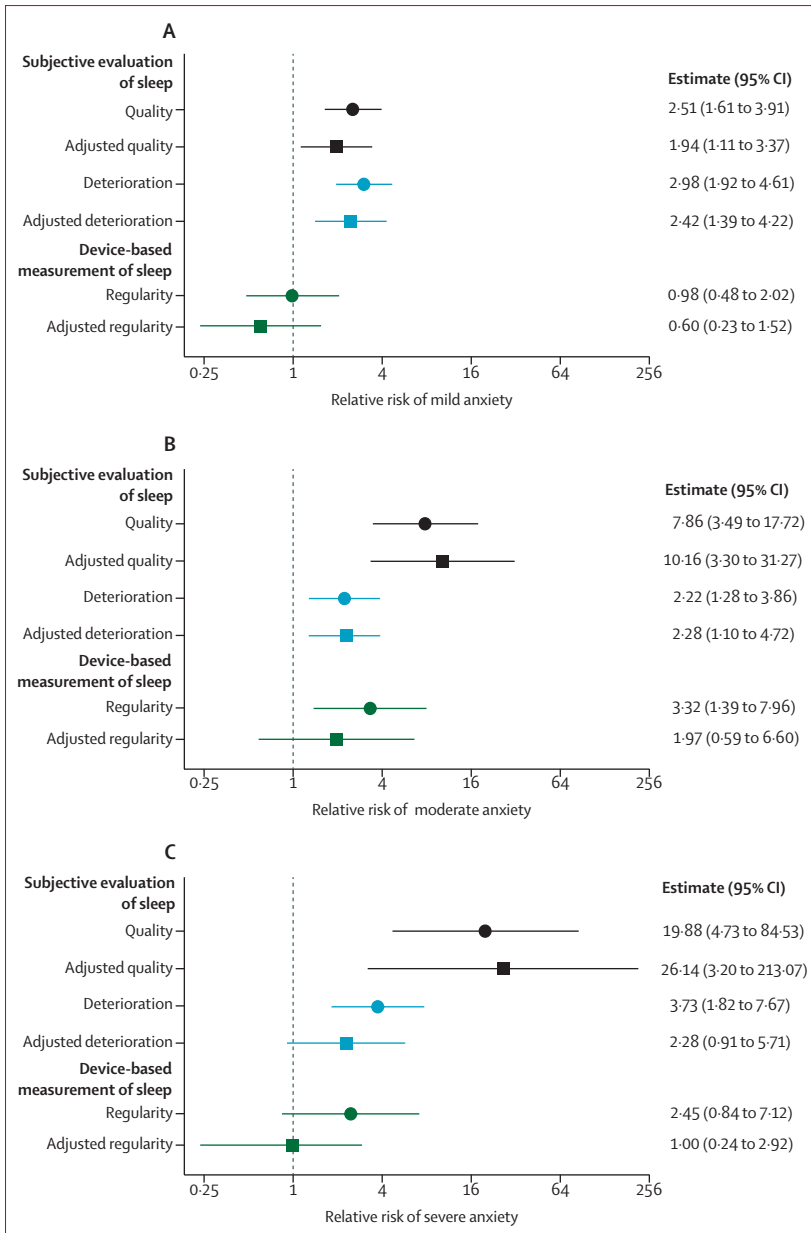 A
Subjective evaluation
of sleep
Estimate (95% CI)
Quality
2·51 (1·61 to 3·91)
Adjusted quality
1·94 (1·11 to 3·37)
Deterioration
2·98 (1·92 to 4·61)
Adjusted deterioration
2·42 (1·39 to 4·22)
Device-based
measurement of sleep
Regularity
0·98 (0·48 to 2·02)
Adjusted regularity
0·60 (0·23 to 1·52)
0·25 1 4 16 64 256
Relative risk of mild anxiety
B
Subjective evaluation
of sleep
Estimate (95% CI)
Quality
7·86 (3·49 to 17·72)
Adjusted quality
10·16 (3·30 to 31·27)
Deterioration
2·22 (1·28 to 3·86)
Adjusted deterioration
2·28 (1·10 to 4·72)
Device-based
measurement of sleep
Regularity
3·32 (1·39 to 7·96)
Adjusted regularity
1·97 (0·59 to 6·60)
0·25 1 4 16 64 256
Relative risk of moderate anxiety
C
Subjective evaluation
of sleep
Estimate (95% CI)
Quality
19·88 (4·73 to 84·53)
Adjusted quality
26·14 (3·20 to 213·07)
Deterioration
3·73 (1·82 to 7·67)
Adjusted deterioration
2·28 (0·91 to 5·71)
Device-based
measurement of sleep
Regularity
2·45 (0·84 to 7·12)
Adjusted regularity
1·00 (0·24 to 2·92)
0·25 1 4 16 64 256
Relative risk of severe anxiety